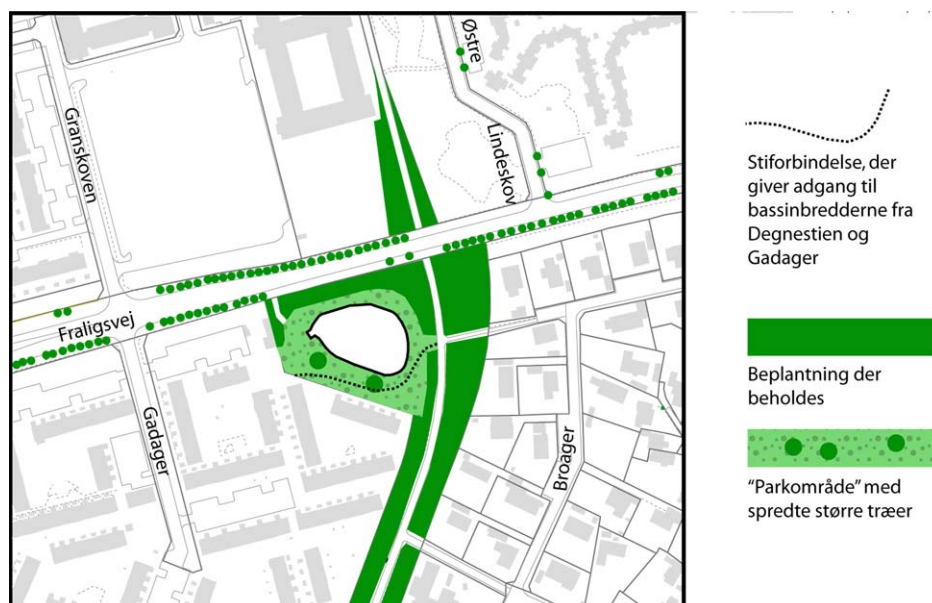 Østre
Lindeskov
Granskoven
Fraligsvej
Gadager
Broager
Stiforbindelse, der
giver adgang til
bassinbredderne fra
Degnestien og
Gadager
Beplantning der
beholdes
"Parkområde" med
spredte større træer